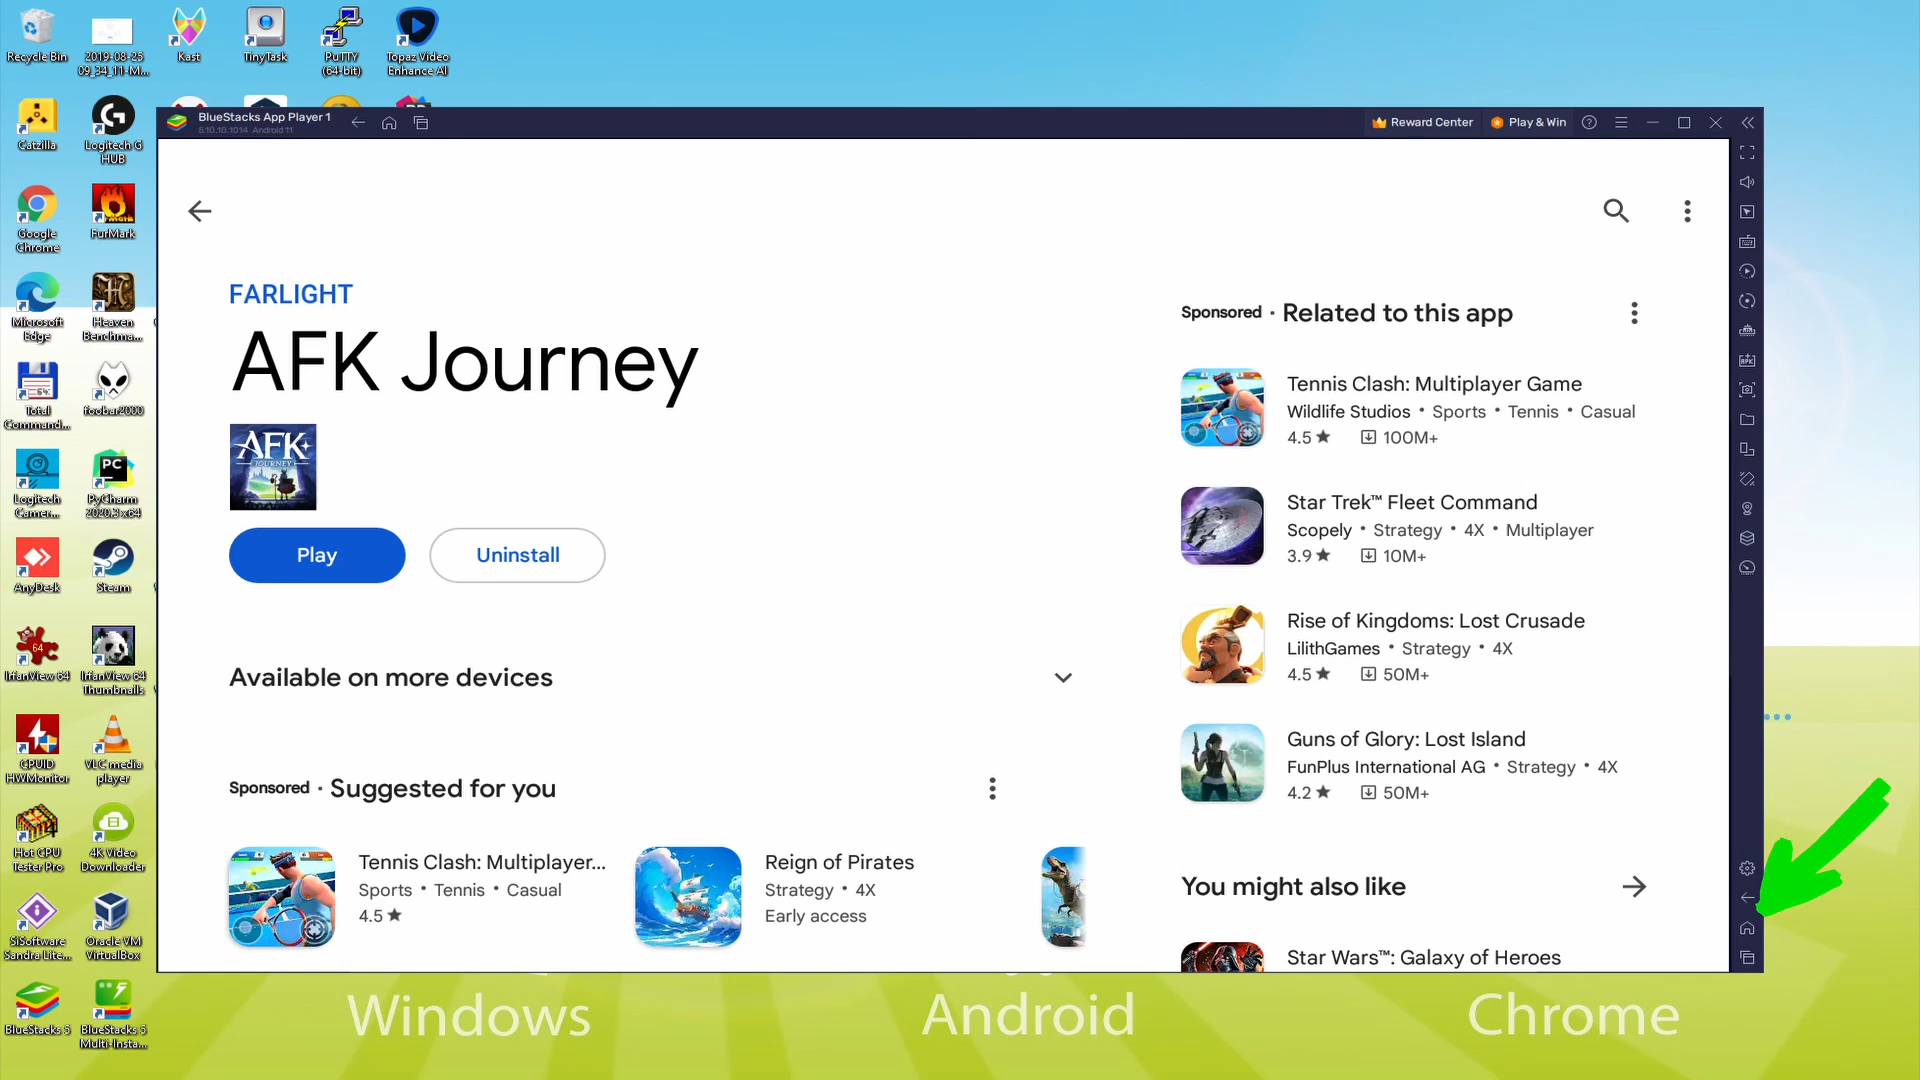 Recycle Bin
2019-08-25
09_34_11-M...
Kast
TinyTask
PuTTY
(64-bit)
Topaz Video
Enhance AI
Catzilla
Logitech G
HUB
Google
Chrome
FurMark
Microsoft
Edge
Heaven
Benchma...
Total
Command...
foobar2000
Logitech
Camer...
PyCharm
2020.3 x64
AnyDesk
Steam
IrfanView 64
IrfanView 64
Thumbnails
CPUID
HWMonitor
VLC media
player
Hot CPU
Tester Pro
4K Video
Downloader
SiSoftware
Sandra Lite...
Oracle VM
VirtualBox
BlueStacks 5
BlueStacks 5
Multi-Insta...
BlueStacks App Player 1
5.10.10.1014 Android 11
Reward Center
Play & Win
FARLIGHT
AFK Journey
AFK
JOURNEY
Play
Uninstall
Available on more devices
Sponsored · Suggested for you
Tennis Clash: Multiplayer...
Sports • Tennis • Casual
4.5 ★
Reign of Pirates
Strategy • 4X
Early access
Sponsored · Related to this app
Tennis Clash: Multiplayer Game
Wildlife Studios • Sports • Tennis • Casual
4.5 ★ 100M+
Star Trek™ Fleet Command
Scopely • Strategy • 4X • Multiplayer
3.9 ★ 10M+
Rise of Kingdoms: Lost Crusade
LilithGames • Strategy • 4X
4.5 ★ 50M+
Guns of Glory: Lost Island
FunPlus International AG • Strategy • 4X
4.2 ★ 50M+
You might also like
Star Wars™: Galaxy of Heroes
Windows
Android
Chrome